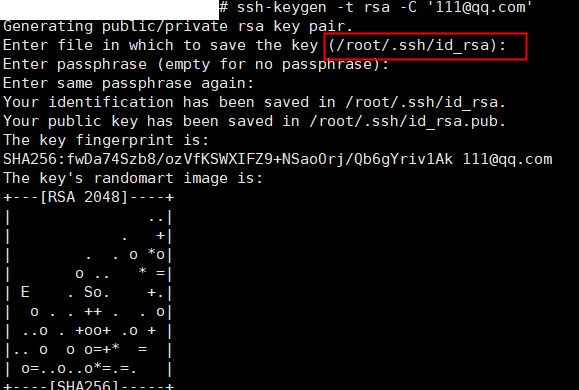 # ssh-keygen -t rsa -C '111@qq.com'
Generating public/private rsa key pair.
Enter file in which to save the key (/root/.ssh/id_rsa):
Enter passphrase (empty for no passphrase):
Enter same passphrase again:
Your identification has been saved in /root/.ssh/id_rsa.
Your public key has been saved in /root/.ssh/id_rsa.pub.
The key fingerprint is:
SHA256:fwDa74Szb8/ozVfKSWXIFZ9+NSaoOrj/Qb6gYriv1Ak 111@qq.com
The key's randomart image is:
+---[RSA 2048]----+
|               ..|
|            .   +|
|        .  . o *o|
|       o ..   * =|
| E    . So.    +.|
|  o . . ++ .  . o|
| ..o . +oo+ .o + |
|.. o  o o=+*  =  |
| o=..o..o*=.=.   |
+----[SHA256]-----+